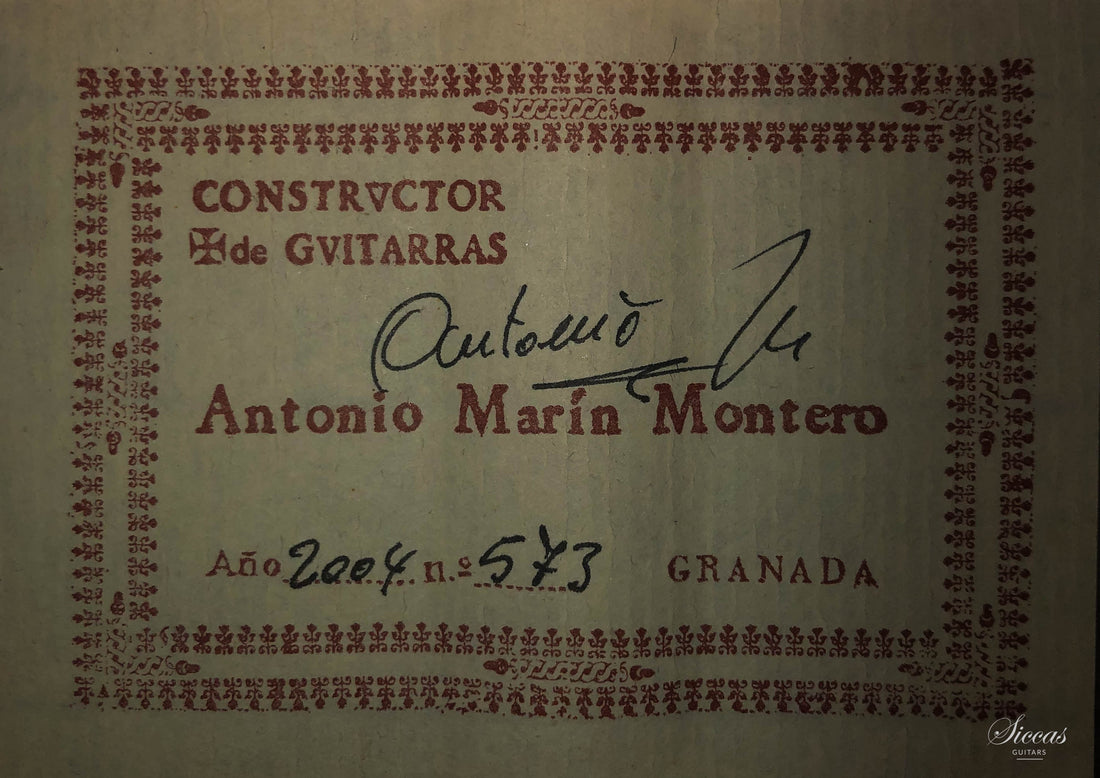 CONSTRVCTOR
✠ de GVITARRAS
Antonio
Antonio Marín Montero
Año 2004 n.º 573 GRANADA
Siccas
GUITARS